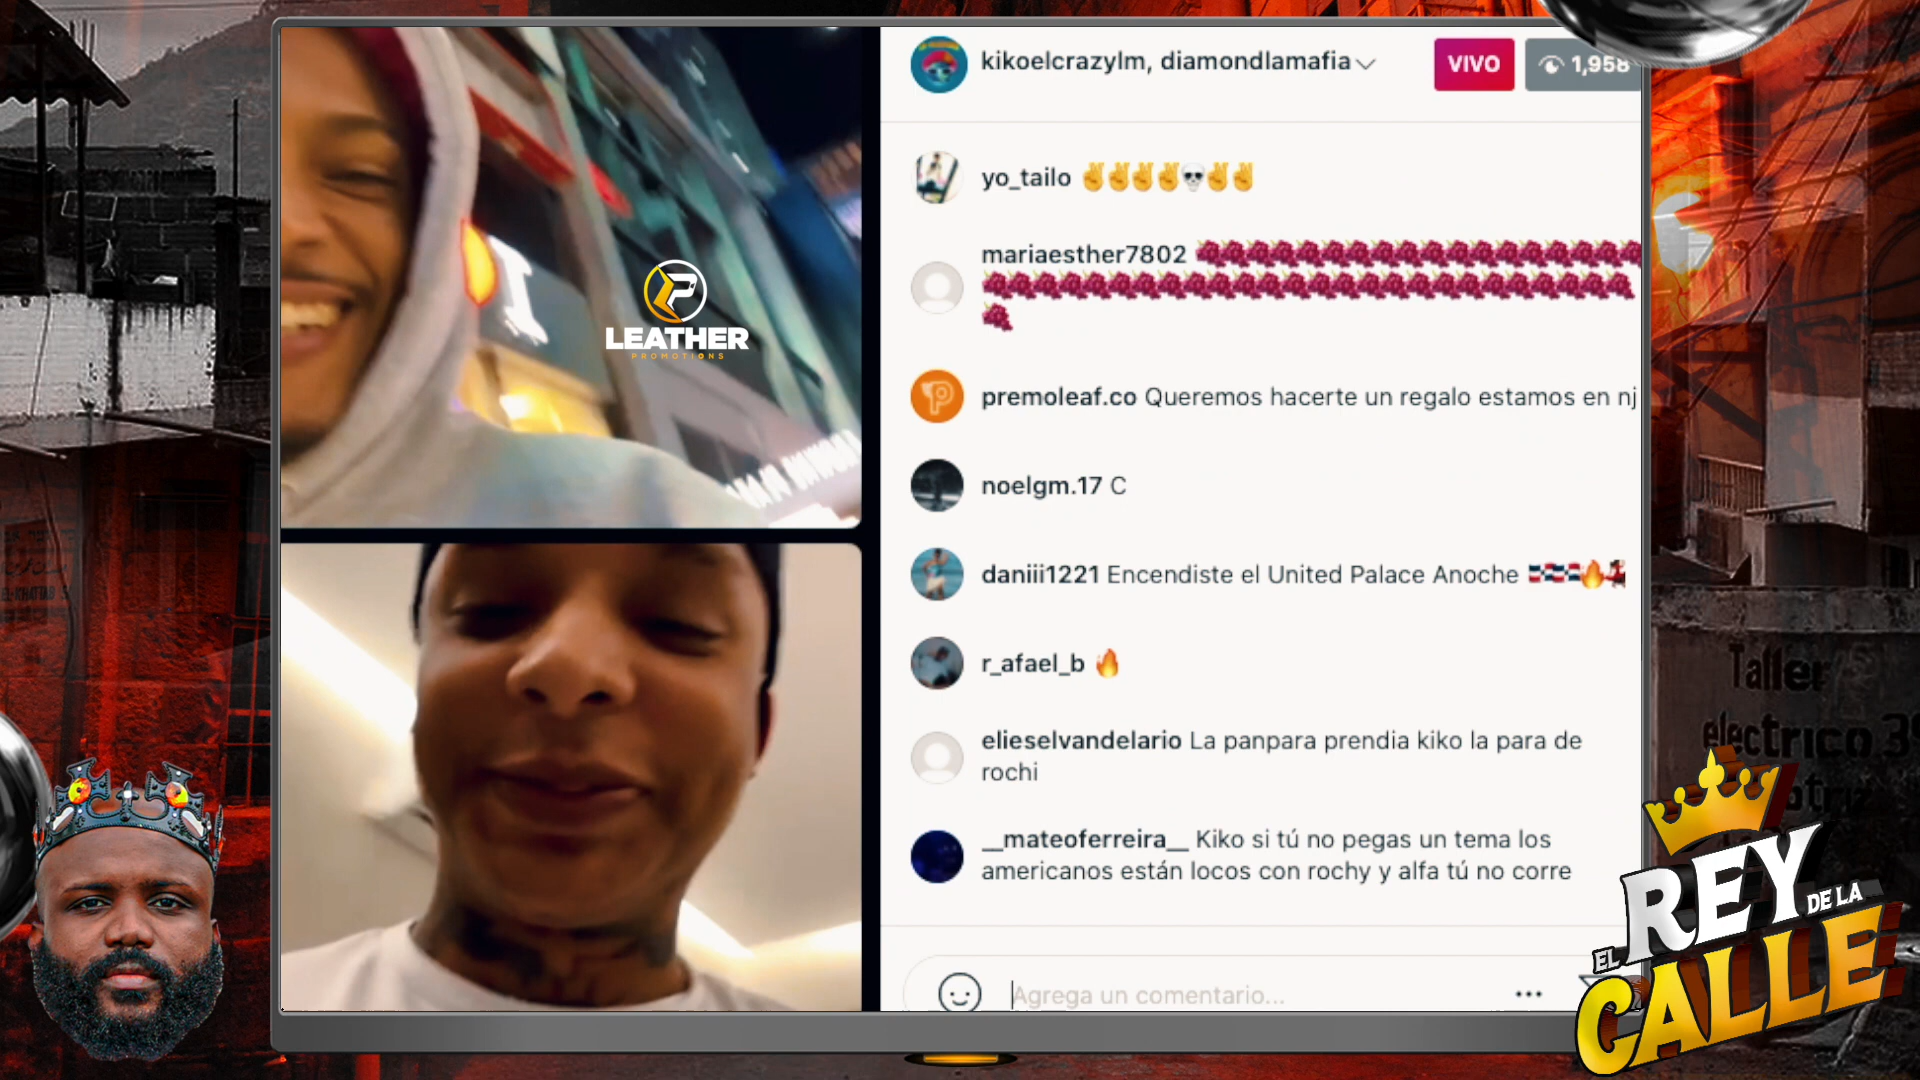 kikoelcrazylm, diamondlamafia
VIVO
1,958
yo_tailo ✌✌✌✌💀✌✌
mariaesther7802 🍇🍇🍇🍇🍇🍇🍇🍇🍇🍇🍇🍇🍇🍇🍇🍇🍇🍇
🍇🍇🍇🍇🍇🍇🍇🍇🍇🍇🍇🍇🍇🍇🍇🍇🍇🍇🍇🍇🍇🍇🍇🍇🍇🍇
🍇
premoleaf.co Queremos hacerte un regalo estamos en nj
noelgm.17 C
daniii1221 Encendiste el United Palace Anoche 🇩🇴🇩🇴🇩🇴🔥💃
r_afael_b 🔥
elieselvandelario La panpara prendia kiko la para de
rochi
__mateoferreira__ Kiko si tú no pegas un tema los
americanos están locos con rochy y alfa tú no corre
Agrega un comentario...
LEATHER
PROMOTIONS
Taller
electrico
EL REY DE LA
CALLE